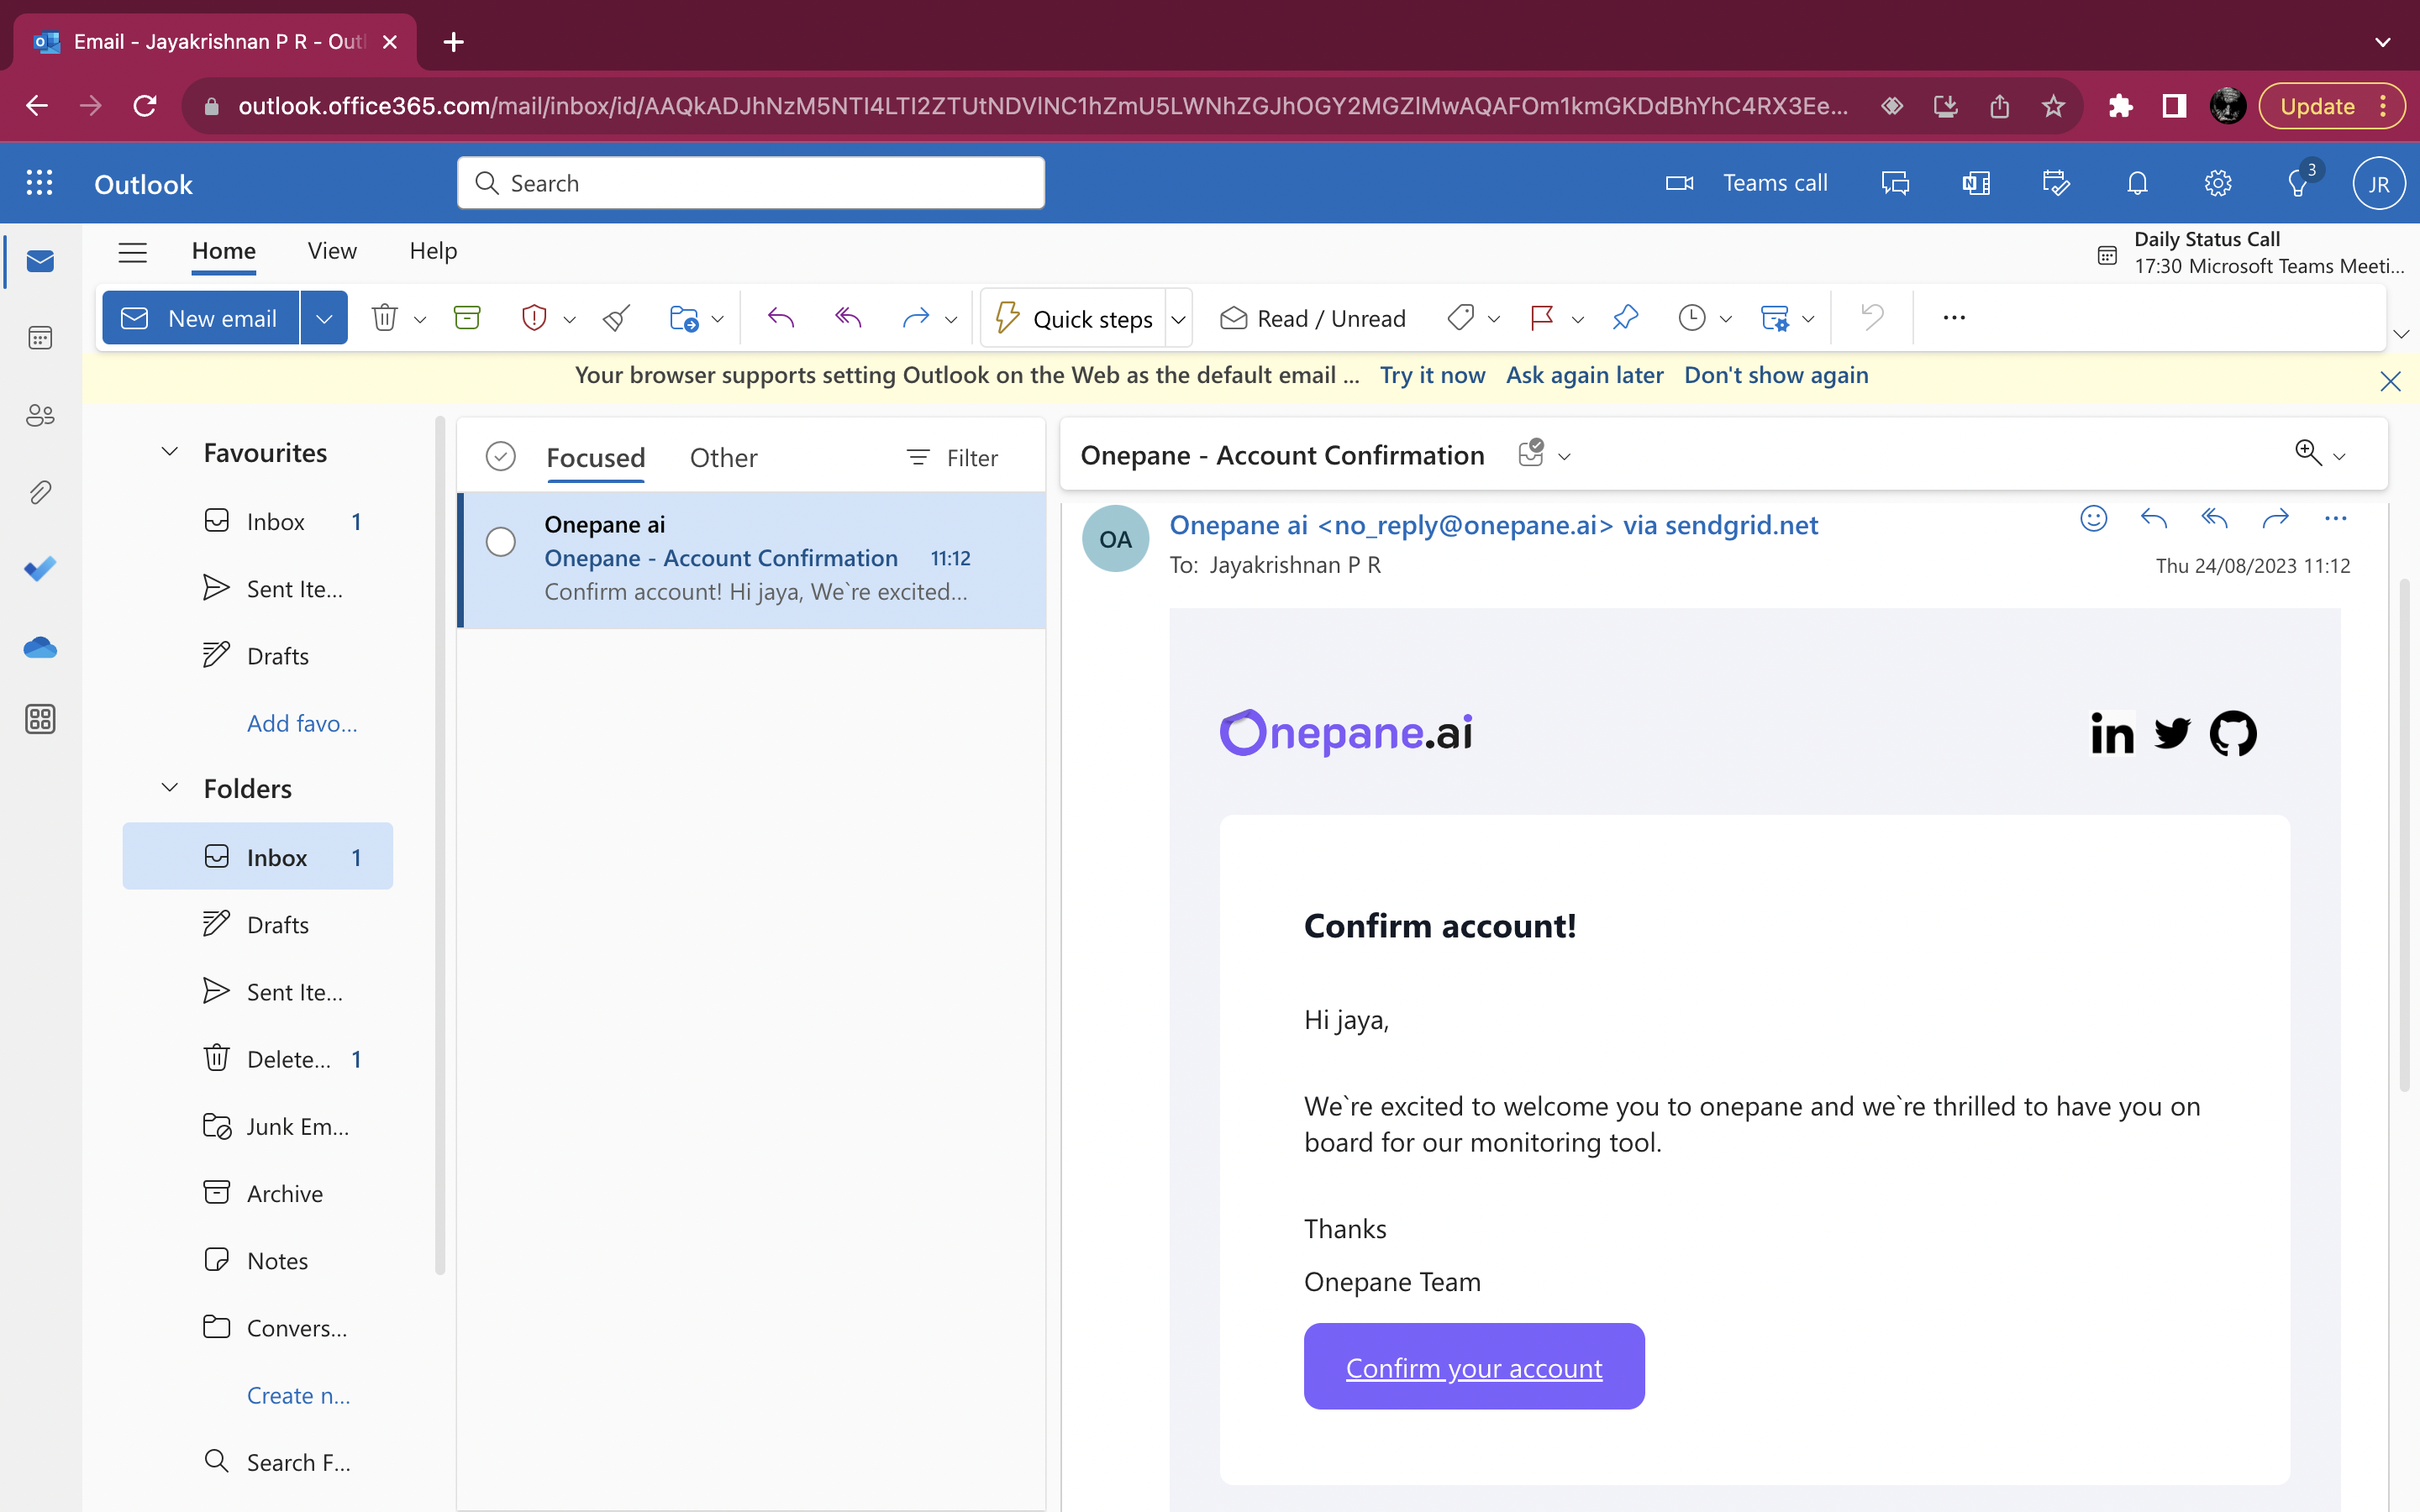 Email - Jayakrishnan P R - Outl
outlook.office365.com/mail/inbox/id/AAQkADJhNzM5NTI4LTI2ZTUtNDVlNC1hZmU5LWNhZGJhOGY2MGZlMwAQAFOm1kmGKDdBhYhC4RX3Ee...
Update
Outlook
Search
Teams call
3
JR
Home
View
Help
Daily Status Call
17:30 Microsoft Teams Meeti...
New email
Quick steps
Read / Unread
Your browser supports setting Outlook on the Web as the default email ...
Try it now
Ask again later
Don't show again
Favourites
Inbox 1
Sent Ite...
Drafts
Add favo...
Folders
Inbox 1
Drafts
Sent Ite...
Delete... 1
Junk Em...
Archive
Notes
Convers...
Create n...
Search F...
Focused
Other
Filter
Onepane ai
Onepane - Account Confirmation 11:12
Confirm account! Hi jaya, We`re excited...
Onepane - Account Confirmation
OA
Onepane ai <no_reply@onepane.ai> via sendgrid.net
To: Jayakrishnan P R
Thu 24/08/2023 11:12
Onepane.ai
in
Confirm account!
Hi jaya,
We`re excited to welcome you to onepane and we`re thrilled to have you on
board for our monitoring tool.
Thanks
Onepane Team
Confirm your account